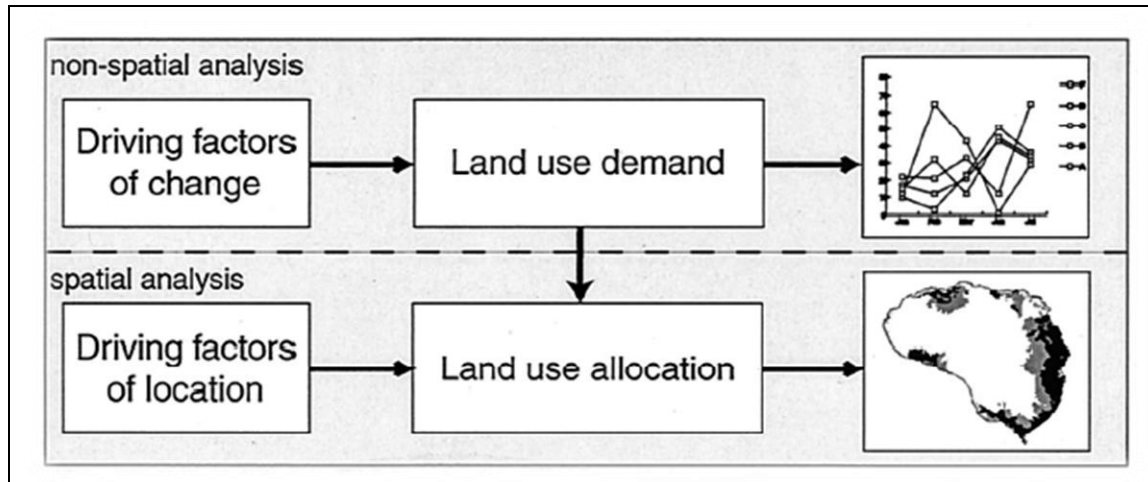 non-spatial analysis
Driving factors
of change
Land use demand
spatial analysis
Driving factors
of location
Land use allocation